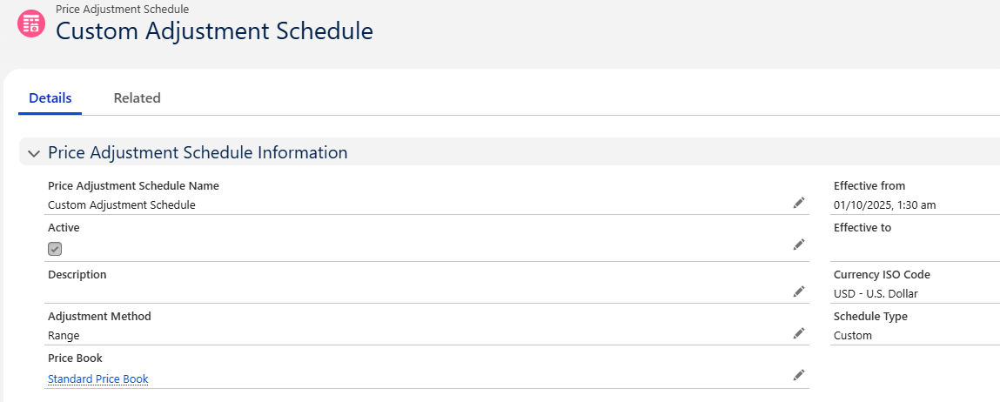 Price Adjustment Schedule
Custom Adjustment Schedule
Details Related
Price Adjustment Schedule Information
Price Adjustment Schedule Name
Custom Adjustment Schedule
Effective from
01/10/2025, 1:30 am
Active
Effective to
Description
Currency ISO Code
USD - U.S. Dollar
Adjustment Method
Range
Schedule Type
Custom
Price Book
Standard Price Book